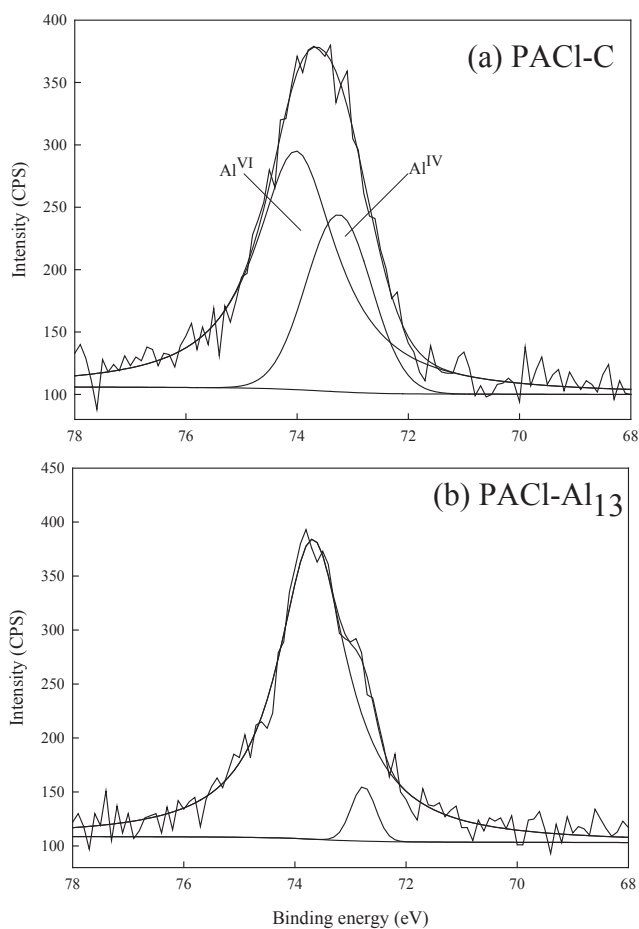 400
350
300
250
200
150
100
Intensity (CPS)
(a) PACl-C
Al^VI
Al^IV
78 76 74 72 70 68
450
400
350
300
250
200
150
100
Intensity (CPS)
(b) PACl-Al13
78 76 74 72 70 68
Binding energy (eV)